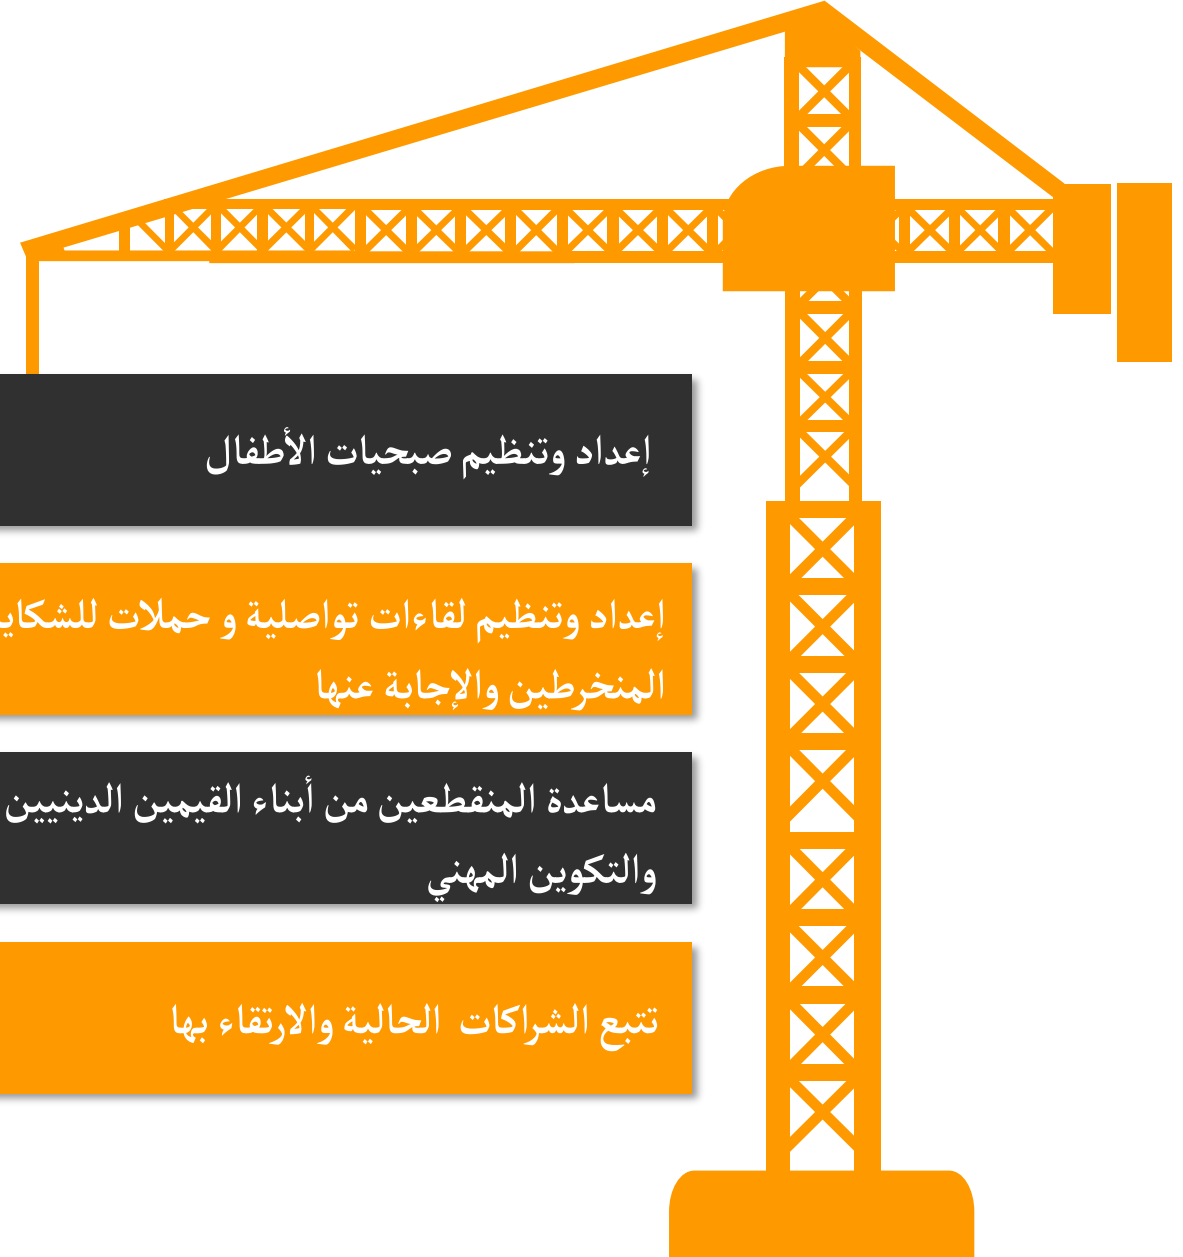 إعداد وتنظيم صبحيات الأطفال
إعداد وتنظيم لقاءات تواصلية و حملات
المنخرطين والإجابة عنها
مساعدة المنقطعين من أبناء القيمين الدينيين
والتكوين المهني
تتبع الشراكات الحالية والارتقاء بها